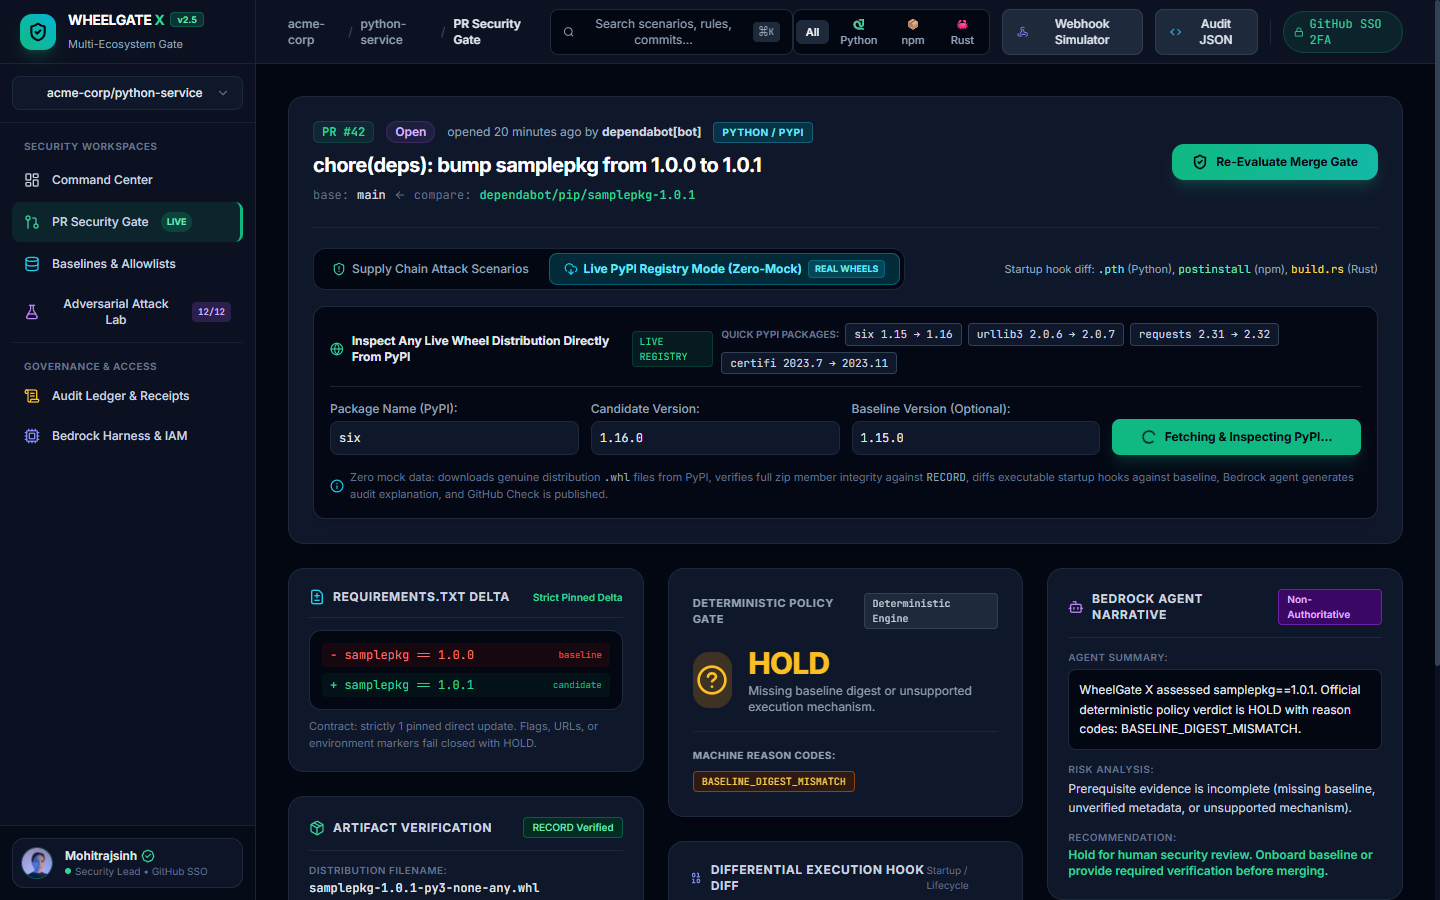 WHEELGATE X v2.5
Multi-Ecosystem Gate
acme-corp/python-service
SECURITY WORKSPACES
Command Center
PR Security Gate LIVE
Baselines & Allowlists
Adversarial Attack
Lab
12/12
GOVERNANCE & ACCESS
Audit Ledger & Receipts
Bedrock Harness & IAM
Mohitrajsinh
Security Lead • GitHub SSO
acme-
corp
/
python-
service
/
PR Security
Gate
Search scenarios, rules,
commits...
⌘K
All
Python
npm
Rust
Webhook
Simulator
Audit
JSON
GitHub SSO
2FA
PR #42 Open opened 20 minutes ago by dependabot[bot] PYTHON / PYPI
chore(deps): bump samplepkg from 1.0.0 to 1.0.1
base: main ← compare: dependabot/pip/samplepkg-1.0.1
Re-Evaluate Merge Gate
Supply Chain Attack Scenarios
Live PyPI Registry Mode (Zero-Mock) REAL WHEELS
Startup hook diff: .pth (Python), postinstall (npm), build.rs (Rust)
Inspect Any Live Wheel Distribution Directly
From PyPI
LIVE
REGISTRY
QUICK PYPI PACKAGES: six 1.15 → 1.16 urllib3 2.0.6 → 2.0.7 requests 2.31 → 2.32
certifi 2023.7 → 2023.11
Package Name (PyPI):
six
Candidate Version:
1.16.0
Baseline Version (Optional):
1.15.0
Fetching & Inspecting PyPI...
Zero mock data: downloads genuine distribution .whl files from PyPI, verifies full zip member integrity against RECORD, diffs executable startup hooks against baseline, Bedrock agent generates
audit explanation, and GitHub Check is published.
REQUIREMENTS.TXT DELTA Strict Pinned Delta
- samplepkg == 1.0.0 baseline
+ samplepkg == 1.0.1 candidate
Contract: strictly 1 pinned direct update. Flags, URLs, or
environment markers fail closed with HOLD.
ARTIFACT VERIFICATION RECORD Verified
DISTRIBUTION FILENAME:
samplepkg-1.0.1-py3-none-any.whl
DETERMINISTIC POLICY
GATE
Deterministic
Engine
HOLD
Missing baseline digest or unsupported
execution mechanism.
MACHINE REASON CODES:
BASELINE_DIGEST_MISMATCH
DIFFERENTIAL EXECUTION HOOK
DIFF
Startup /
Lifecycle
BEDROCK AGENT
NARRATIVE
Non-
Authoritative
AGENT SUMMARY:
WheelGate X assessed samplepkg==1.0.1. Official
deterministic policy verdict is HOLD with reason
codes: BASELINE_DIGEST_MISMATCH.
RISK ANALYSIS:
Prerequisite evidence is incomplete (missing baseline,
unverified metadata, or unsupported mechanism).
RECOMMENDATION:
Hold for human security review. Onboard baseline or
provide required verification before merging.